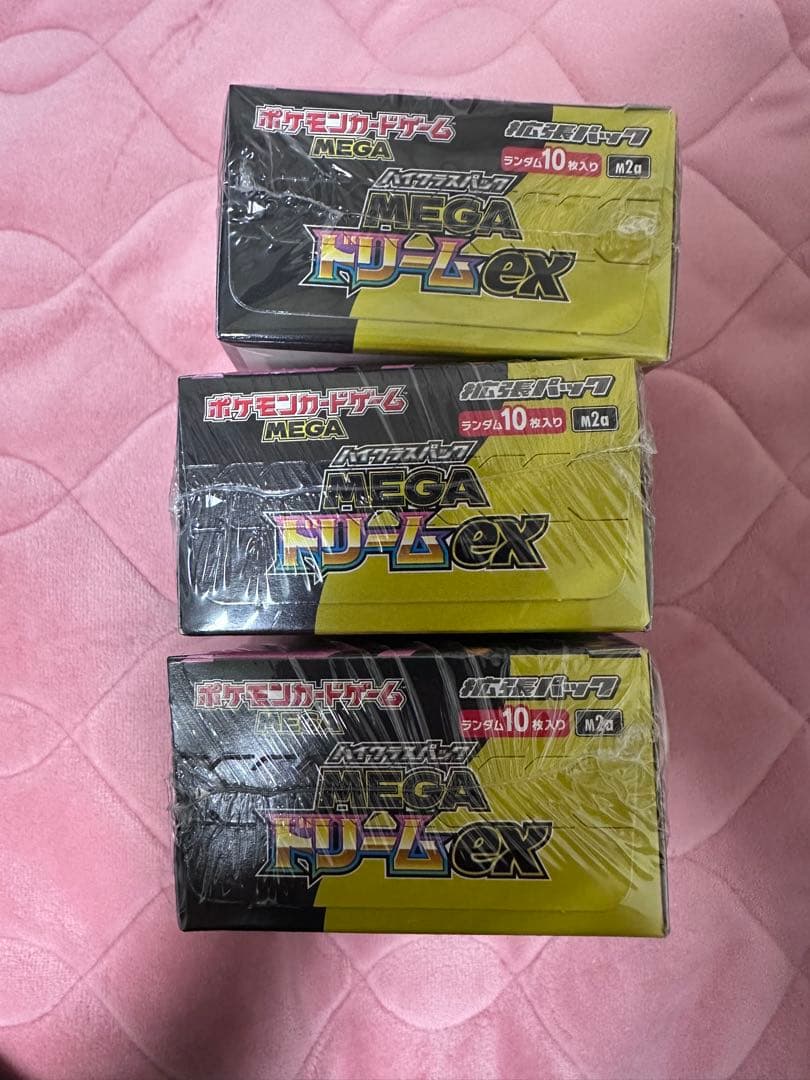 ポケモンカードゲーム
MEGA
拡張パック
ランダム10枚入り M2a
ハイクラスパック
MEGA
ドリームex
ポケモンカードゲーム
MEGA
拡張パック
ランダム10枚入り M2a
ハイクラスパック
MEGA
ドリームex
ポケモンカードゲーム
MEGA
拡張パック
ランダム10枚入り M2a
ハイクラスパック
MEGA
ドリームex